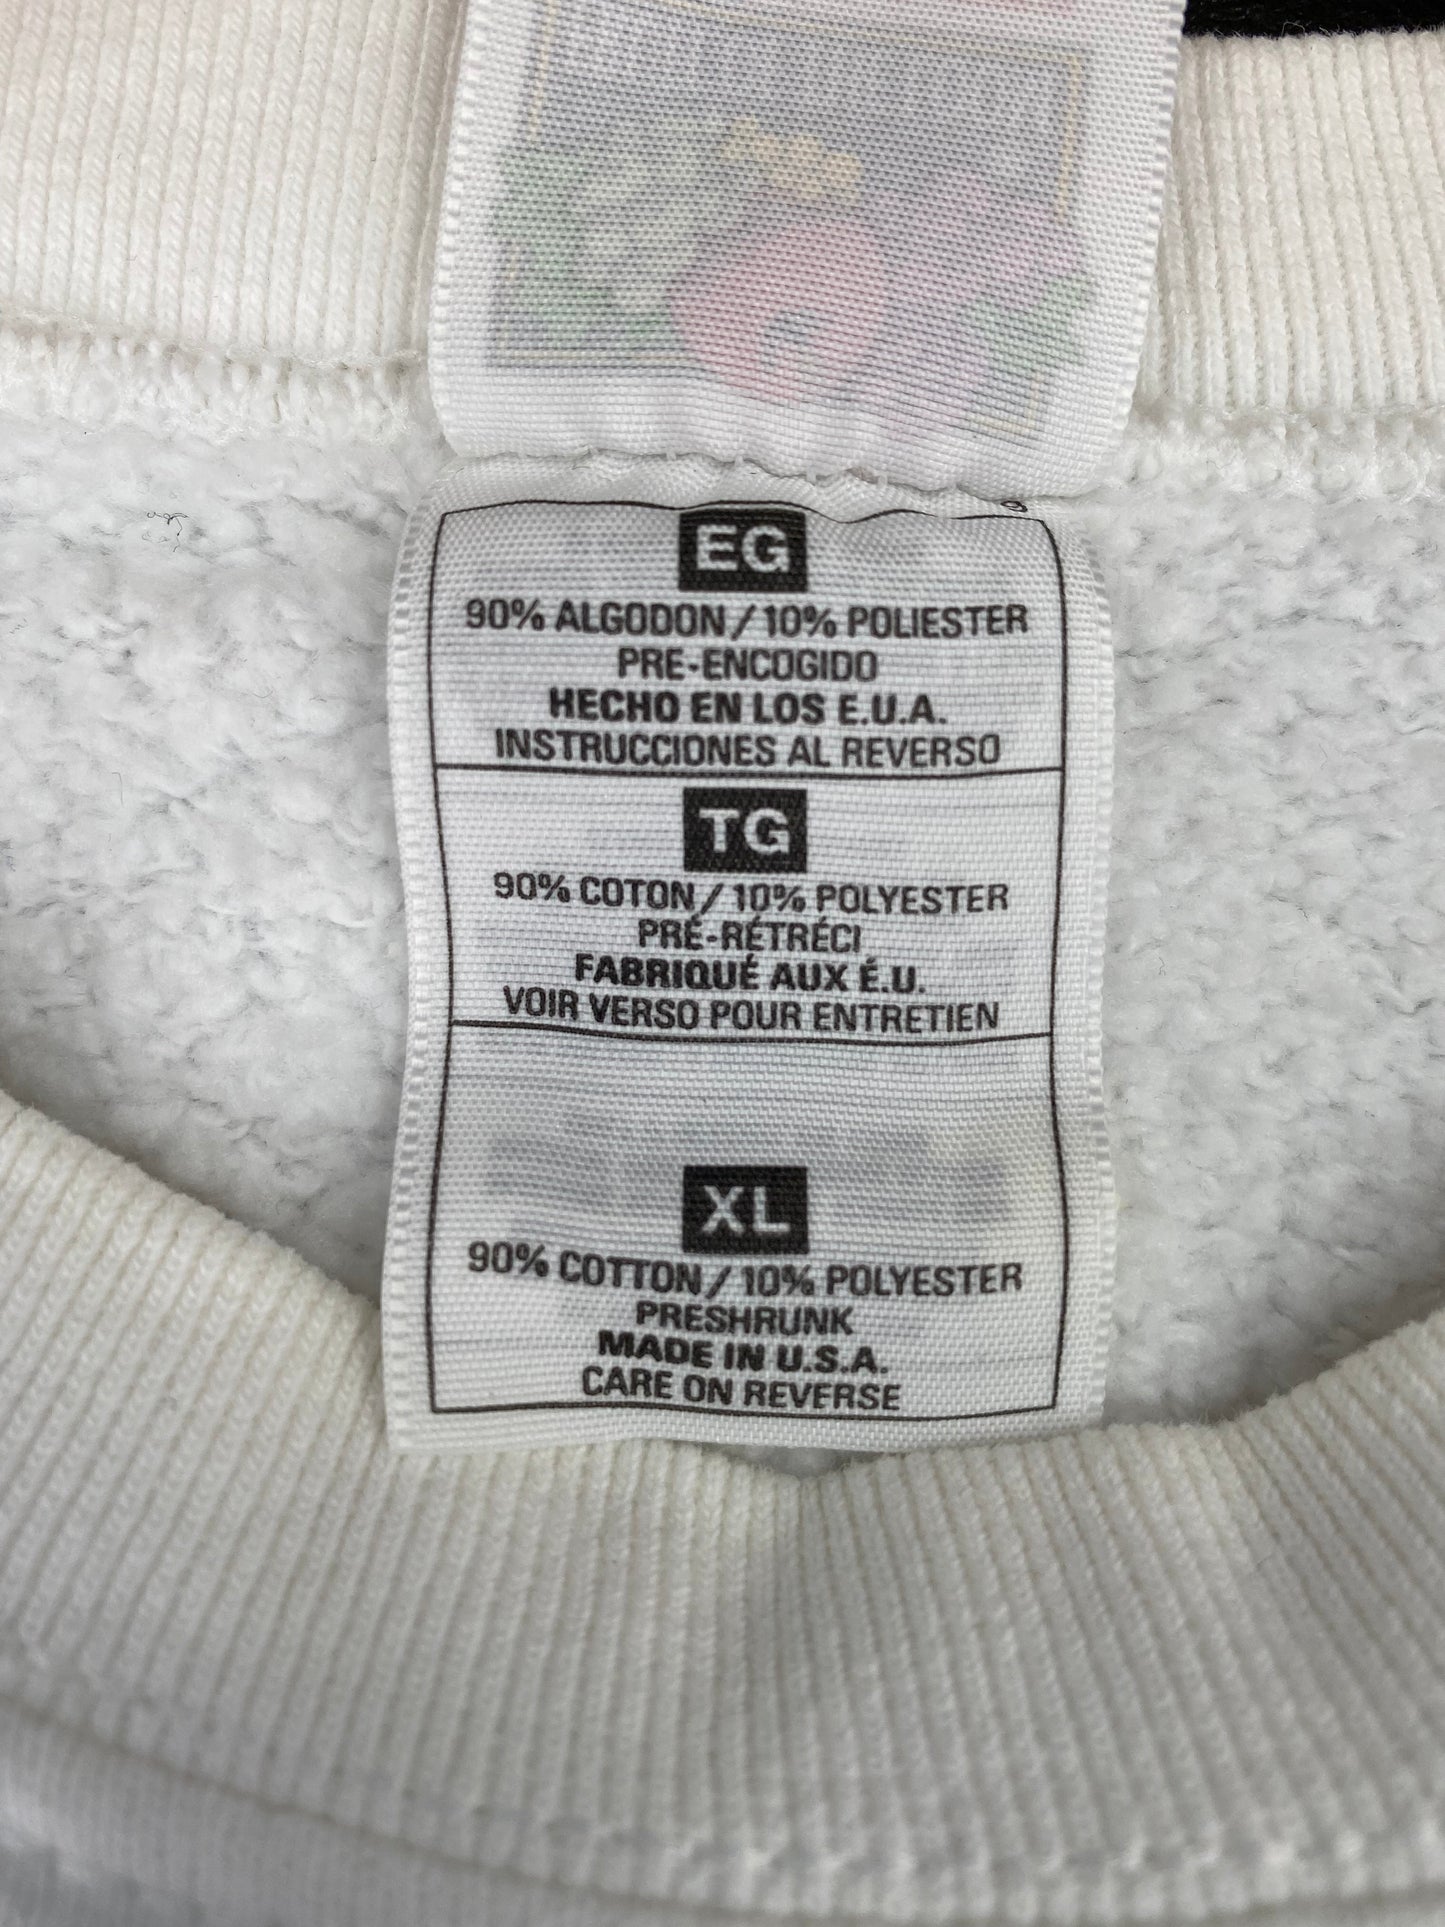 EG
90% ALGODON / 10% POLIESTER
PRE-ENCOGIDO
HECHO EN LOS E.U.A.
INSTRUCCIONES AL REVERSO
TG
90% COTON / 10% POLYESTER
PRÉ-RÉTRÉCI
FABRIQUÉ AUX É.U.
VOIR VERSO POUR ENTRETIEN
XL
90% COTTON / 10% POLYESTER
PRESHRUNK
MADE IN U.S.A.
CARE ON REVERSE